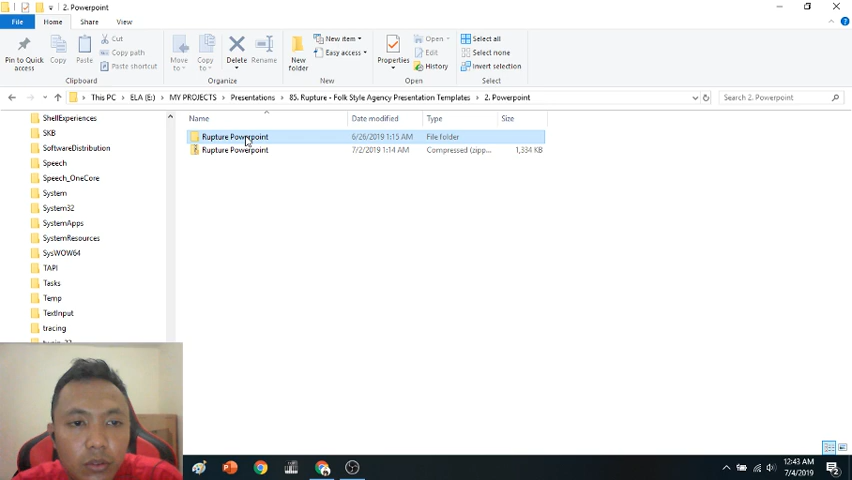 2. Powerpoint
File
Home
Share
View
Pin to Quick access
Copy
Paste
Cut
Copy path
Paste shortcut
Clipboard
Move to
Copy to
Delete
Rename
Organize
New folder
New item
Easy access
New
Properties
Open
Edit
History
Open
Select all
Select none
Invert selection
Select
This PC
ELA (E:)
MY PROJECTS
Presentations
85. Rupture - Folk Style Agency Presentation Templates
2. Powerpoint
Search 2. Powerpoint
Name
Date modified
Type
Size
Rupture Powerpoint 6/26/2019 1:15 AM File folder
Rupture Powerpoint 7/2/2019 1:14 AM Compressed (zipp... 1,334 KB
ShellExperiences
SKB
SoftwareDistribution
Speech
Speech_OneCore
System
System32
SystemApps
SystemResources
SysWOW64
TAPI
Tasks
Temp
TextInput
tracing
12:43 AM
7/4/2019
2